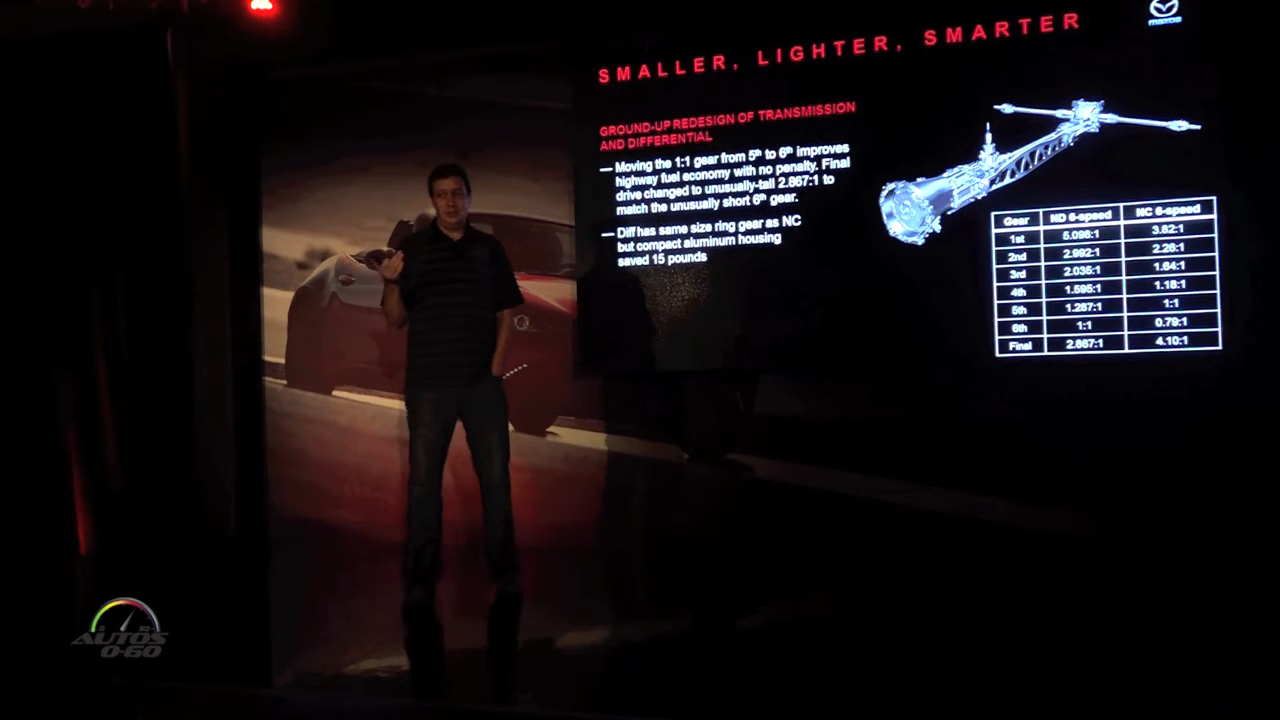 SMALLER, LIGHTER, SMARTER
mazda
GROUND-UP REDESIGN OF TRANSMISSION
AND DIFFERENTIAL
— Moving the 1:1 gear from 5th to 6th improves
highway fuel economy with no penalty. Final
drive changed to unusually-tall 2.867:1 to
match the unusually short 6th gear.
— Diff has same size ring gear as NC
but compact aluminum housing
saved 15 pounds
Gear ND 6-speed NC 6-speed
1st 5.098:1 3.82:1
2nd 2.992:1 2.26:1
3rd 2.035:1 1.64:1
4th 1.595:1 1.18:1
5th 1.267:1 1:1
6th 1:1 0.79:1
Final 2.867:1 4.10:1
AUTOS
0-60